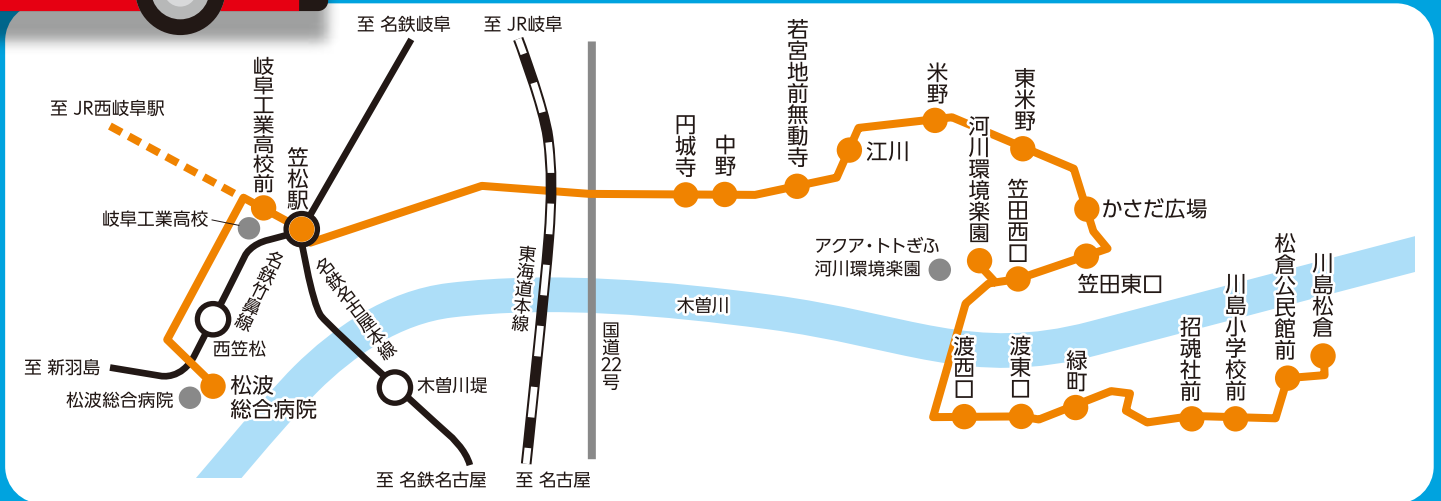 至 名鉄岐阜
至 JR岐阜
至 JR西岐阜駅
岐阜工業高校前
笠松駅
岐阜工業高校
名鉄竹鼻線
西笠松
至 新羽島
松波総合病院
松波
総合病院
名鉄名古屋本線
木曽川堤
至 名鉄名古屋
東海道本線
至 名古屋
国道22号
木曽川
円城寺
中野
若宮地前無動寺
江川
米野
東米野
河川環境楽園
笠田西口
かさだ広場
アクア・トトぎふ
河川環境楽園
笠田東口
渡西口
渡東口
緑町
招魂社前
川島小学校前
松倉公民館前
川島松倉